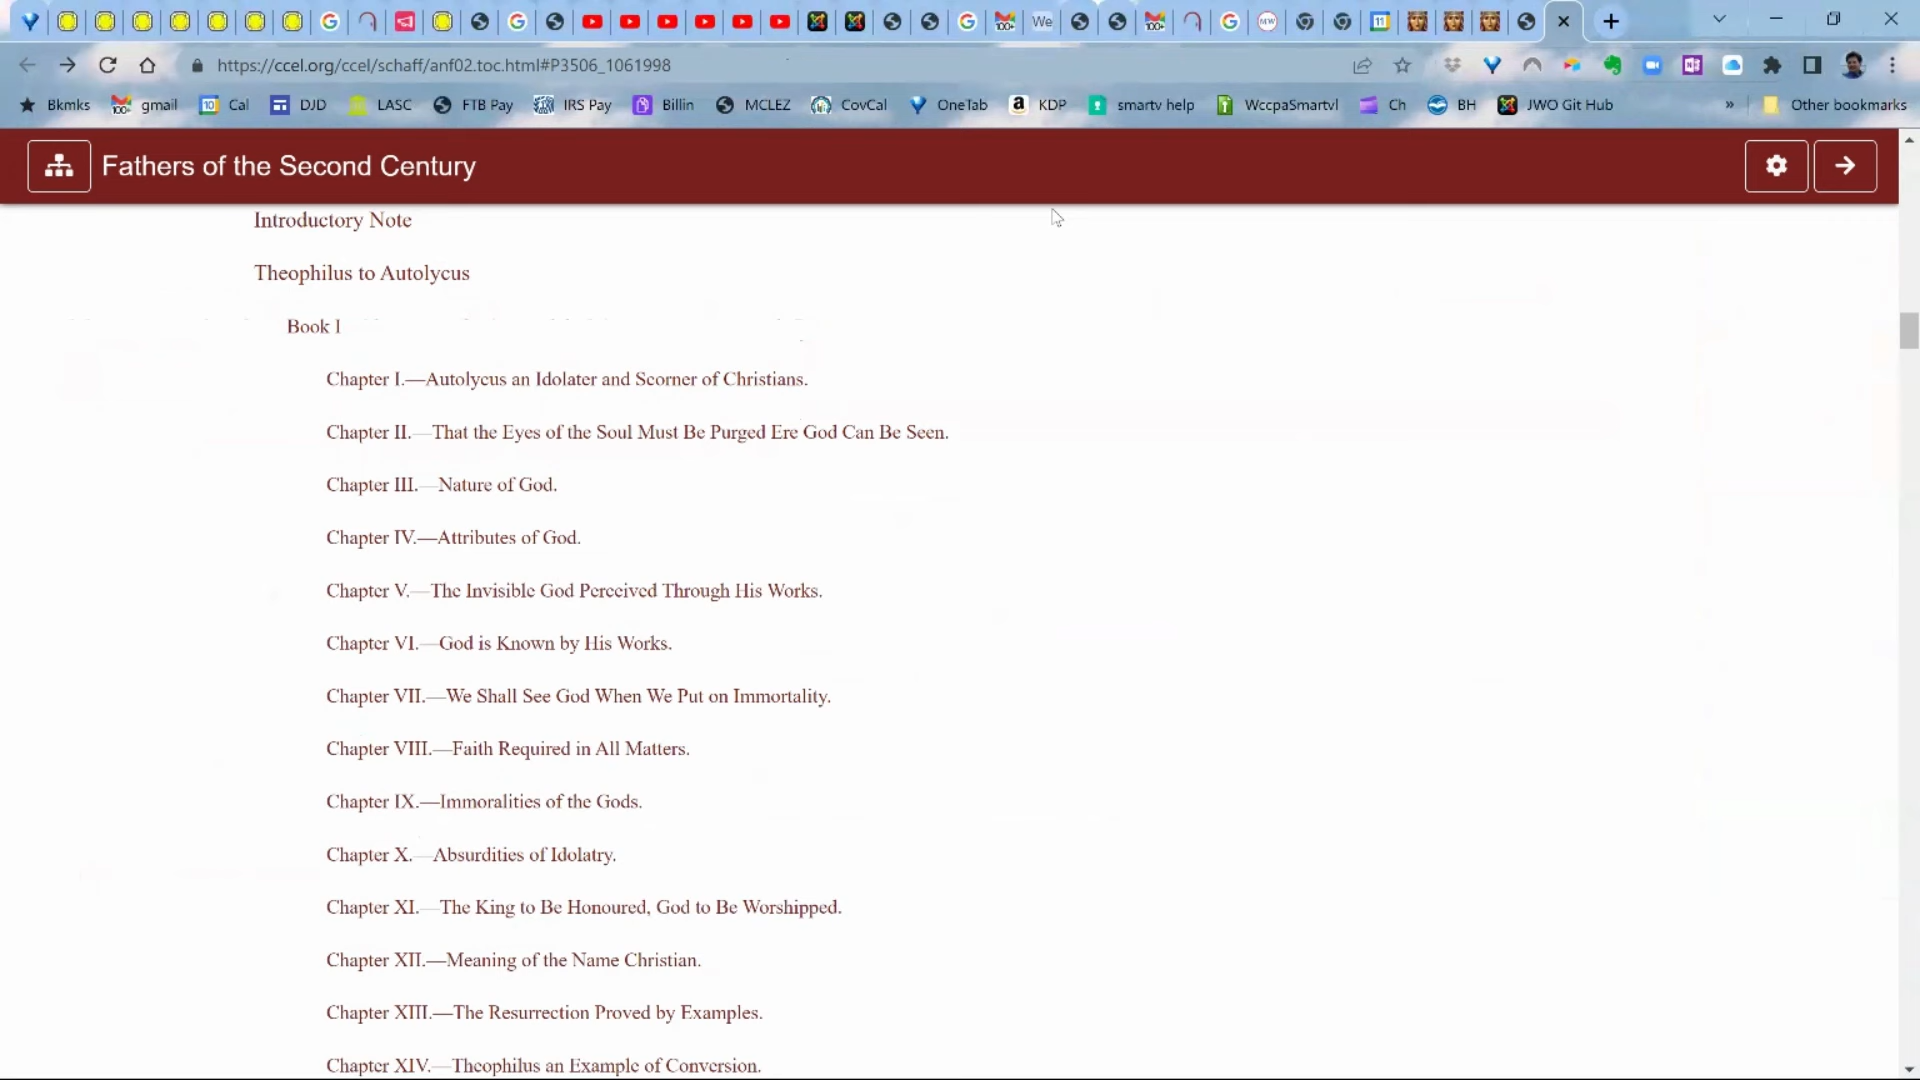 https://ccel.org/ccel/schaff/anf02.toc.html#P3506_1061998
Bkmks gmail Cal DJD LASC FTB Pay IRS Pay Billin MCLEZ CovCal OneTab KDP smartv help WccpaSmartvl Ch BH JWO Git Hub » Other bookmarks
Fathers of the Second Century
Introductory Note
Theophilus to Autolycus
Book I
Chapter I.—Autolycus an Idolater and Scorner of Christians.
Chapter II.—That the Eyes of the Soul Must Be Purged Ere God Can Be Seen.
Chapter III.—Nature of God.
Chapter IV.—Attributes of God.
Chapter V.—The Invisible God Perceived Through His Works.
Chapter VI.—God is Known by His Works.
Chapter VII.—We Shall See God When We Put on Immortality.
Chapter VIII.—Faith Required in All Matters.
Chapter IX.—Immoralities of the Gods.
Chapter X.—Absurdities of Idolatry.
Chapter XI.—The King to Be Honoured, God to Be Worshipped.
Chapter XII.—Meaning of the Name Christian.
Chapter XIII.—The Resurrection Proved by Examples.
Chapter XIV.—Theophilus an Example of Conversion.